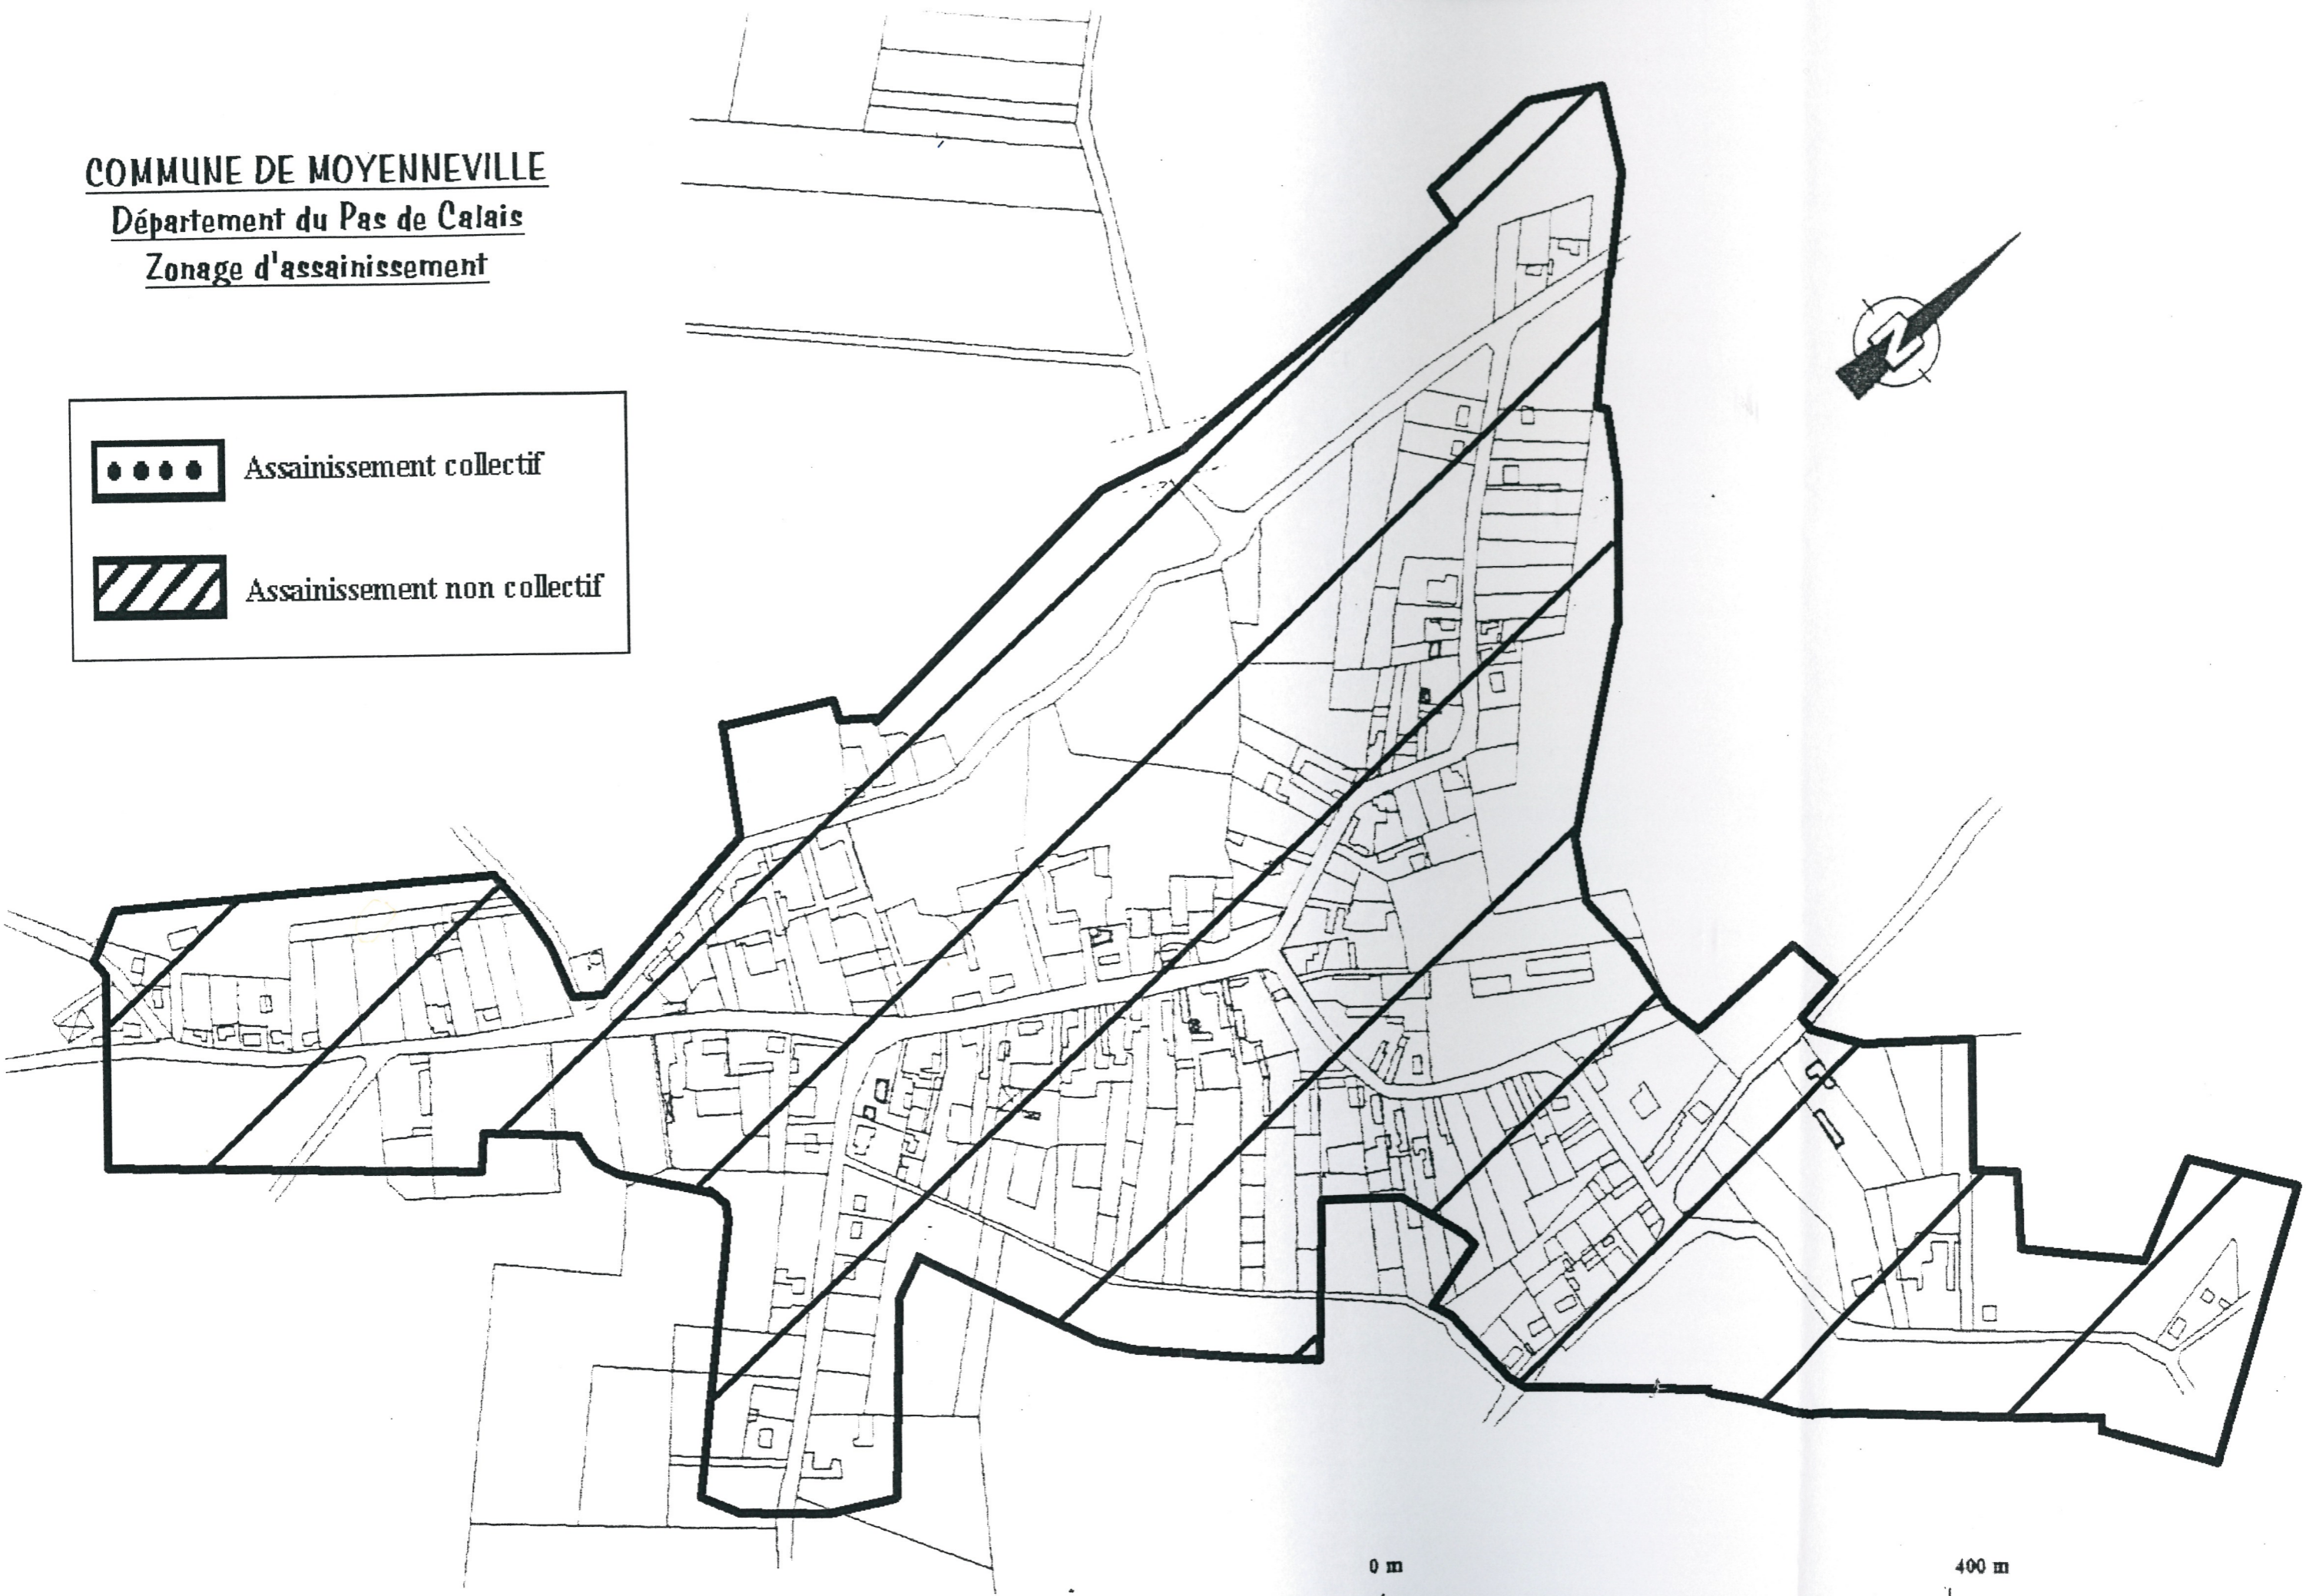 COMMUNE DE MOYENNEVILLE
Département du Pas de Calais
Zonage d'assainissement
N
Assainissement collectif
Assainissement non collectif
0 m
400 m